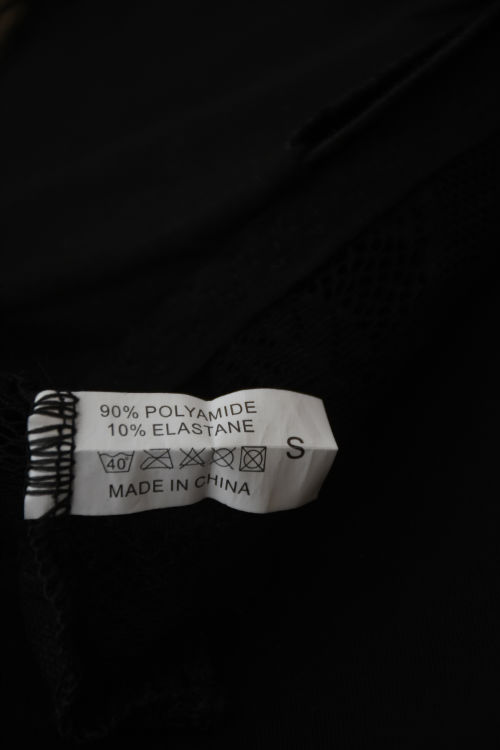 90% POLYAMIDE
10% ELASTANE
40
S
MADE IN CHINA